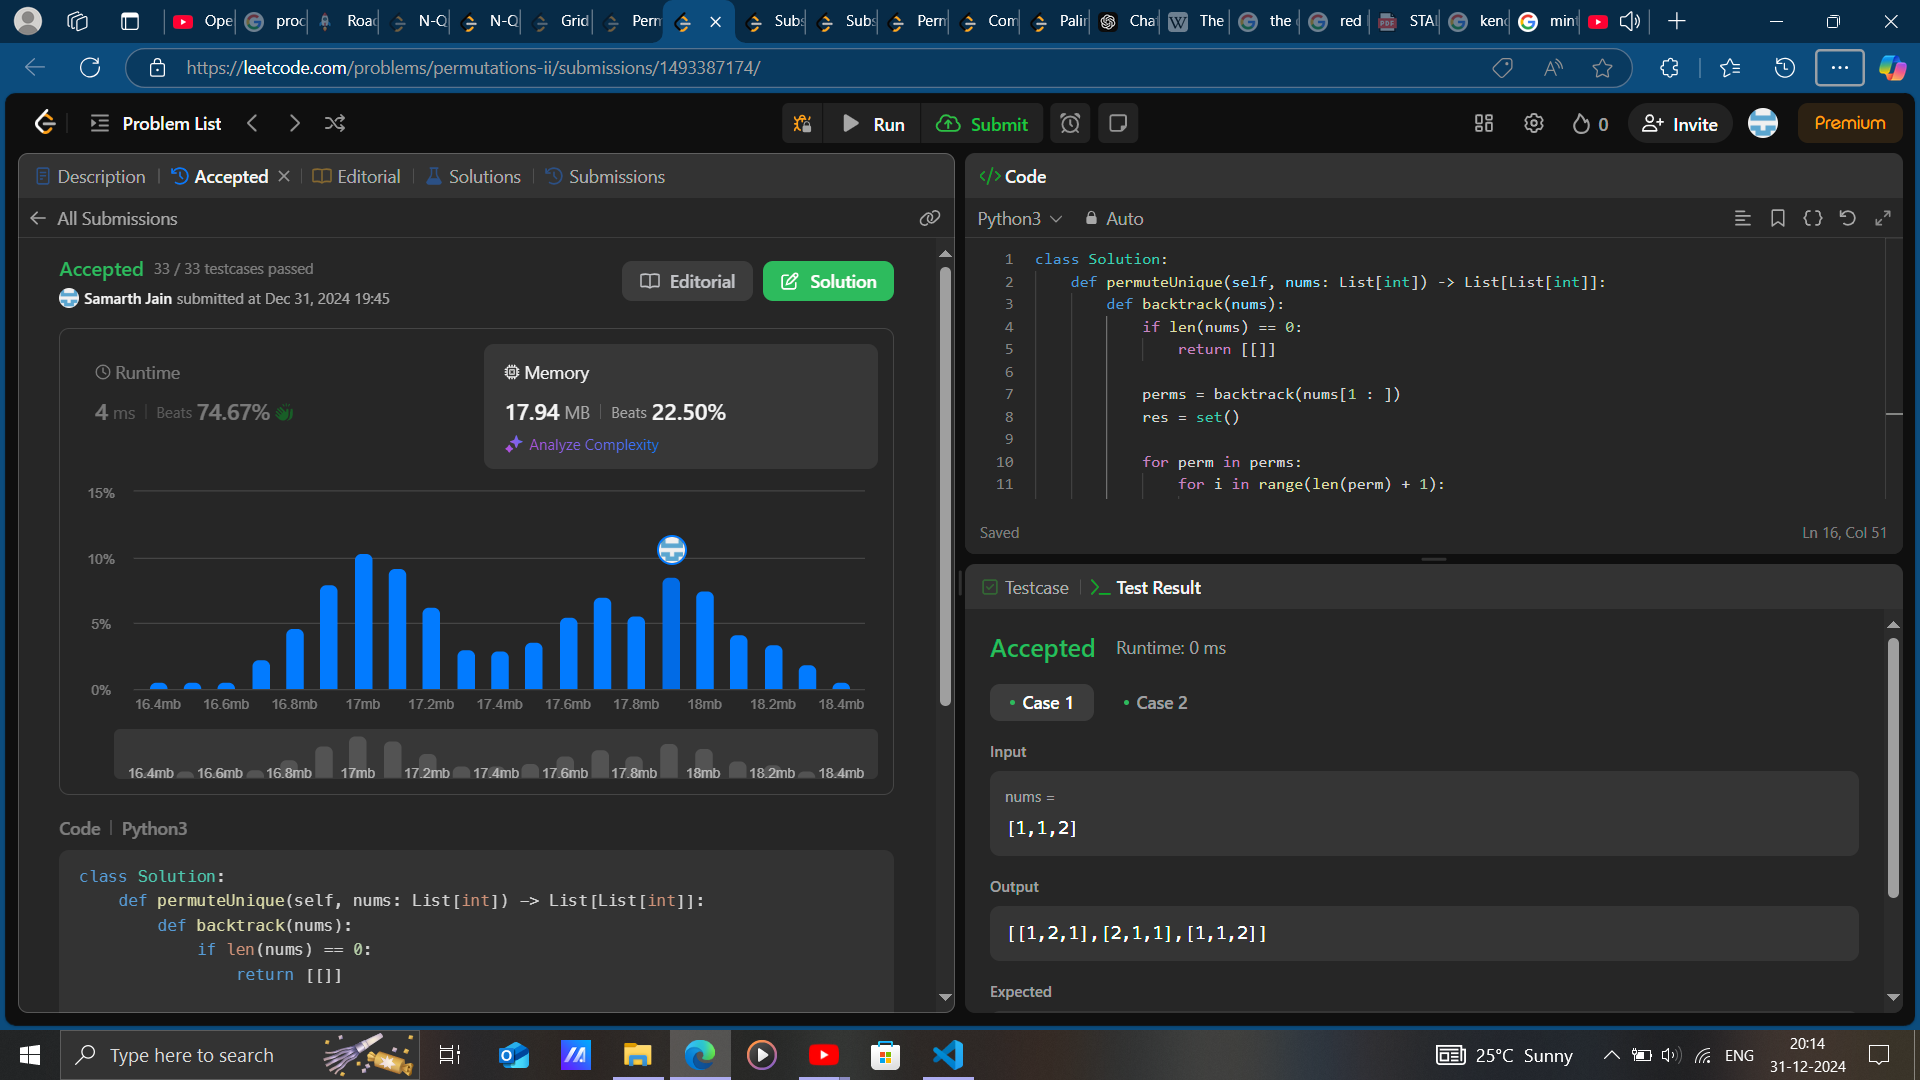 Ope
proc
Road
N-Q
N-Q
Grid
Perm
Subs
Subs
Perm
Com
Palin
Chat
The
the
red
STAI
kend
mint
https://leetcode.com/problems/permutations-ii/submissions/1493387174/
Problem List
Run
Submit
0
Invite
Premium
Description
Accepted
Editorial
Solutions
Submissions
All Submissions
Accepted 33 / 33 testcases passed
Samarth Jain submitted at Dec 31, 2024 19:45
Editorial
Solution
Runtime
4 ms Beats 74.67%
Memory
17.94 MB Beats 22.50%
Analyze Complexity
15%
10%
5%
0%
16.4mb 16.6mb 16.8mb 17mb 17.2mb 17.4mb 17.6mb 17.8mb 18mb 18.2mb 18.4mb
16.4mb 16.6mb 16.8mb 17mb 17.2mb 17.4mb 17.6mb 17.8mb 18mb 18.2mb 18.4mb
Code Python3
class Solution:
def permuteUnique(self, nums: List[int]) -> List[List[int]]:
def backtrack(nums):
if len(nums) == 0:
return [[]]
Code
Python3
Auto
1 class Solution:
2 def permuteUnique(self, nums: List[int]) -> List[List[int]]:
3 def backtrack(nums):
4 if len(nums) == 0:
5 return [[]]
6
7 perms = backtrack(nums[1 : ])
8 res = set()
9
10 for perm in perms:
11 for i in range(len(perm) + 1):
Saved
Ln 16, Col 51
Testcase
>_ Test Result
Accepted Runtime: 0 ms
Case 1
Case 2
Input
nums =
[1,1,2]
Output
[[1,2,1],[2,1,1],[1,1,2]]
Expected
Type here to search
25°C Sunny
ENG
20:14
31-12-2024